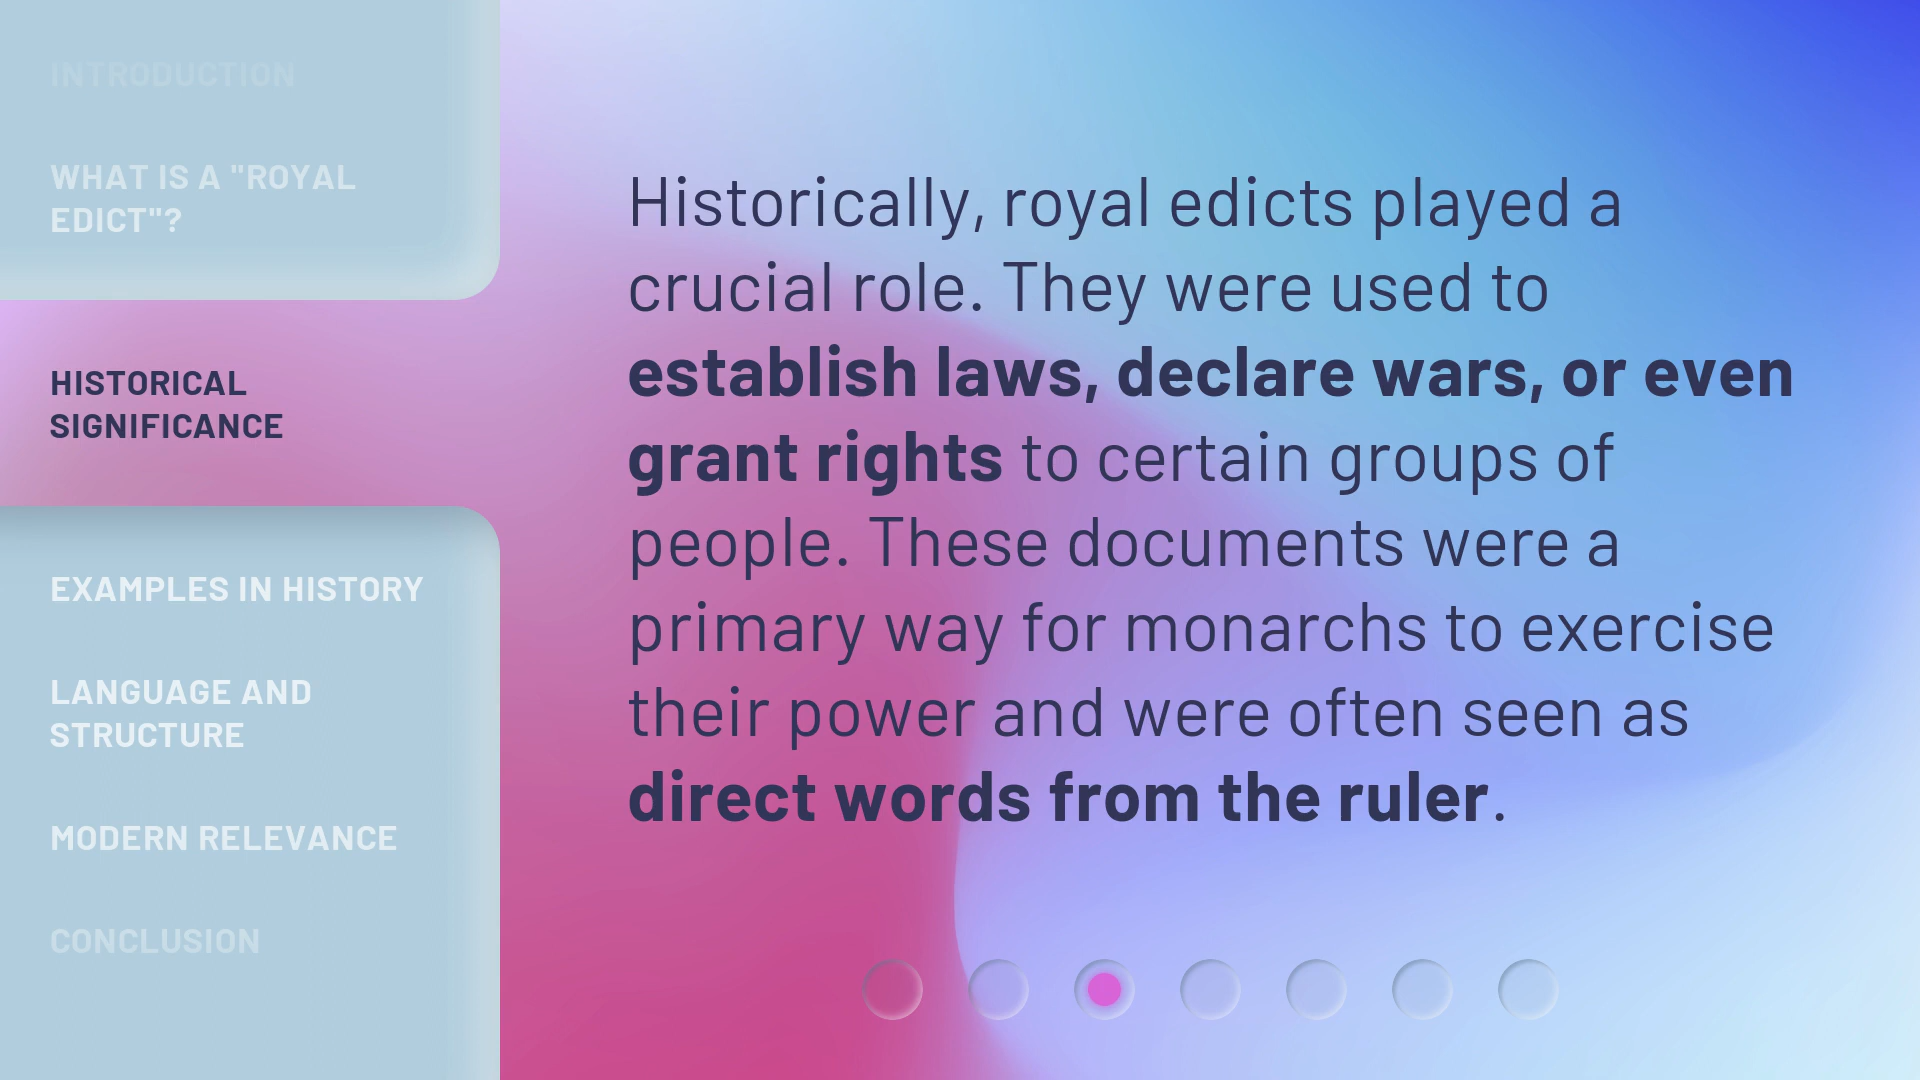 INTRODUCTION
WHAT IS A "ROYAL
EDICT"?
HISTORICAL
SIGNIFICANCE
EXAMPLES IN HISTORY
LANGUAGE AND
STRUCTURE
MODERN RELEVANCE
CONCLUSION
Historically, royal edicts played a
crucial role. They were used to
establish laws, declare wars, or even
grant rights to certain groups of
people. These documents were a
primary way for monarchs to exercise
their power and were often seen as
direct words from the ruler.